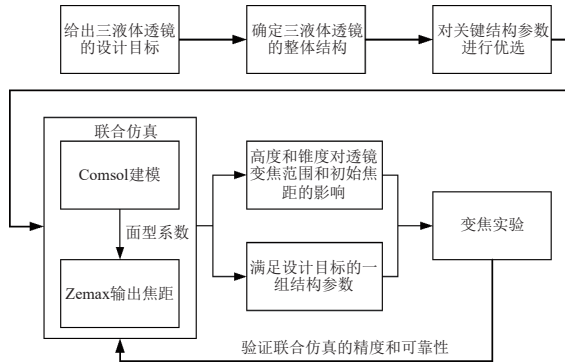 给出三液体透镜
的设计目标
确定三液体透镜
的整体结构
对关键结构参数
进行优选
联合仿真
Comsol建模
面型系数
Zemax输出焦距
高度和锥度对透镜
变焦范围和初始焦
距的影响
满足设计目标的一
组结构参数
变焦实验
验证联合仿真的精度和可靠性